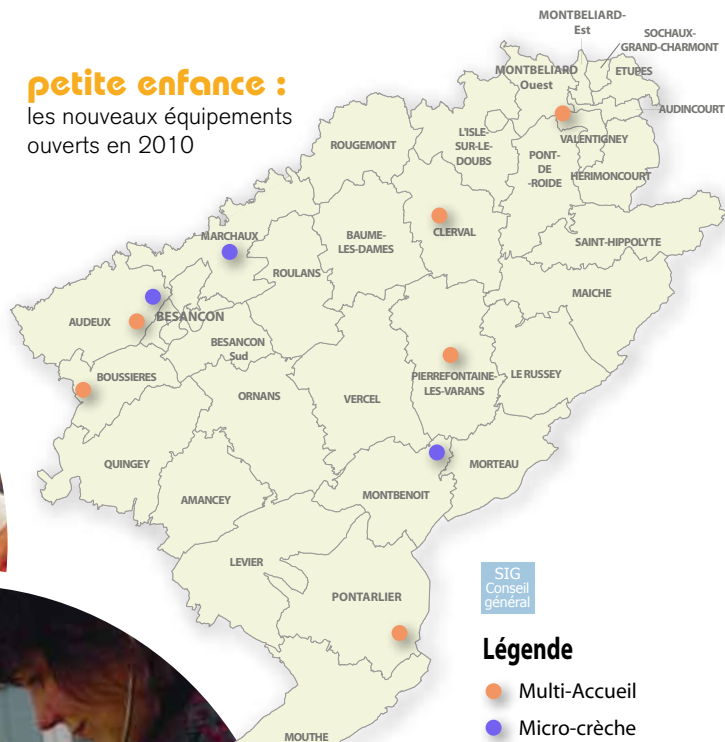 petite enfance :
les nouveaux équipements
ouverts en 2010
MONTBELIARD-
Est
SOCHAUX-
GRAND-CHARMONT
MONTBELIARD
Ouest
ETUPES
AUDINCOURT
VALENTIGNEY
L'ISLE-
SUR-LE-
DOUBS
PONT-
DE
-ROIDE
HERIMONCOURT
ROUGEMONT
CLERVAL
BAUME-
LES-DAMES
SAINT-HIPPOLYTE
MARCHAUX
ROULANS
MAICHE
AUDEUX
BESANCON
BESANCON
Sud
BOUSSIERES
ORNANS
VERCEL
PIERREFONTAINE-
LES-VARANS
LE RUSSEY
QUINGEY
AMANCEY
MONTBENOIT
MORTEAU
LEVIER
PONTARLIER
MOUTHE
SIG
Conseil
général
Légende
Multi-Accueil
Micro-crèche